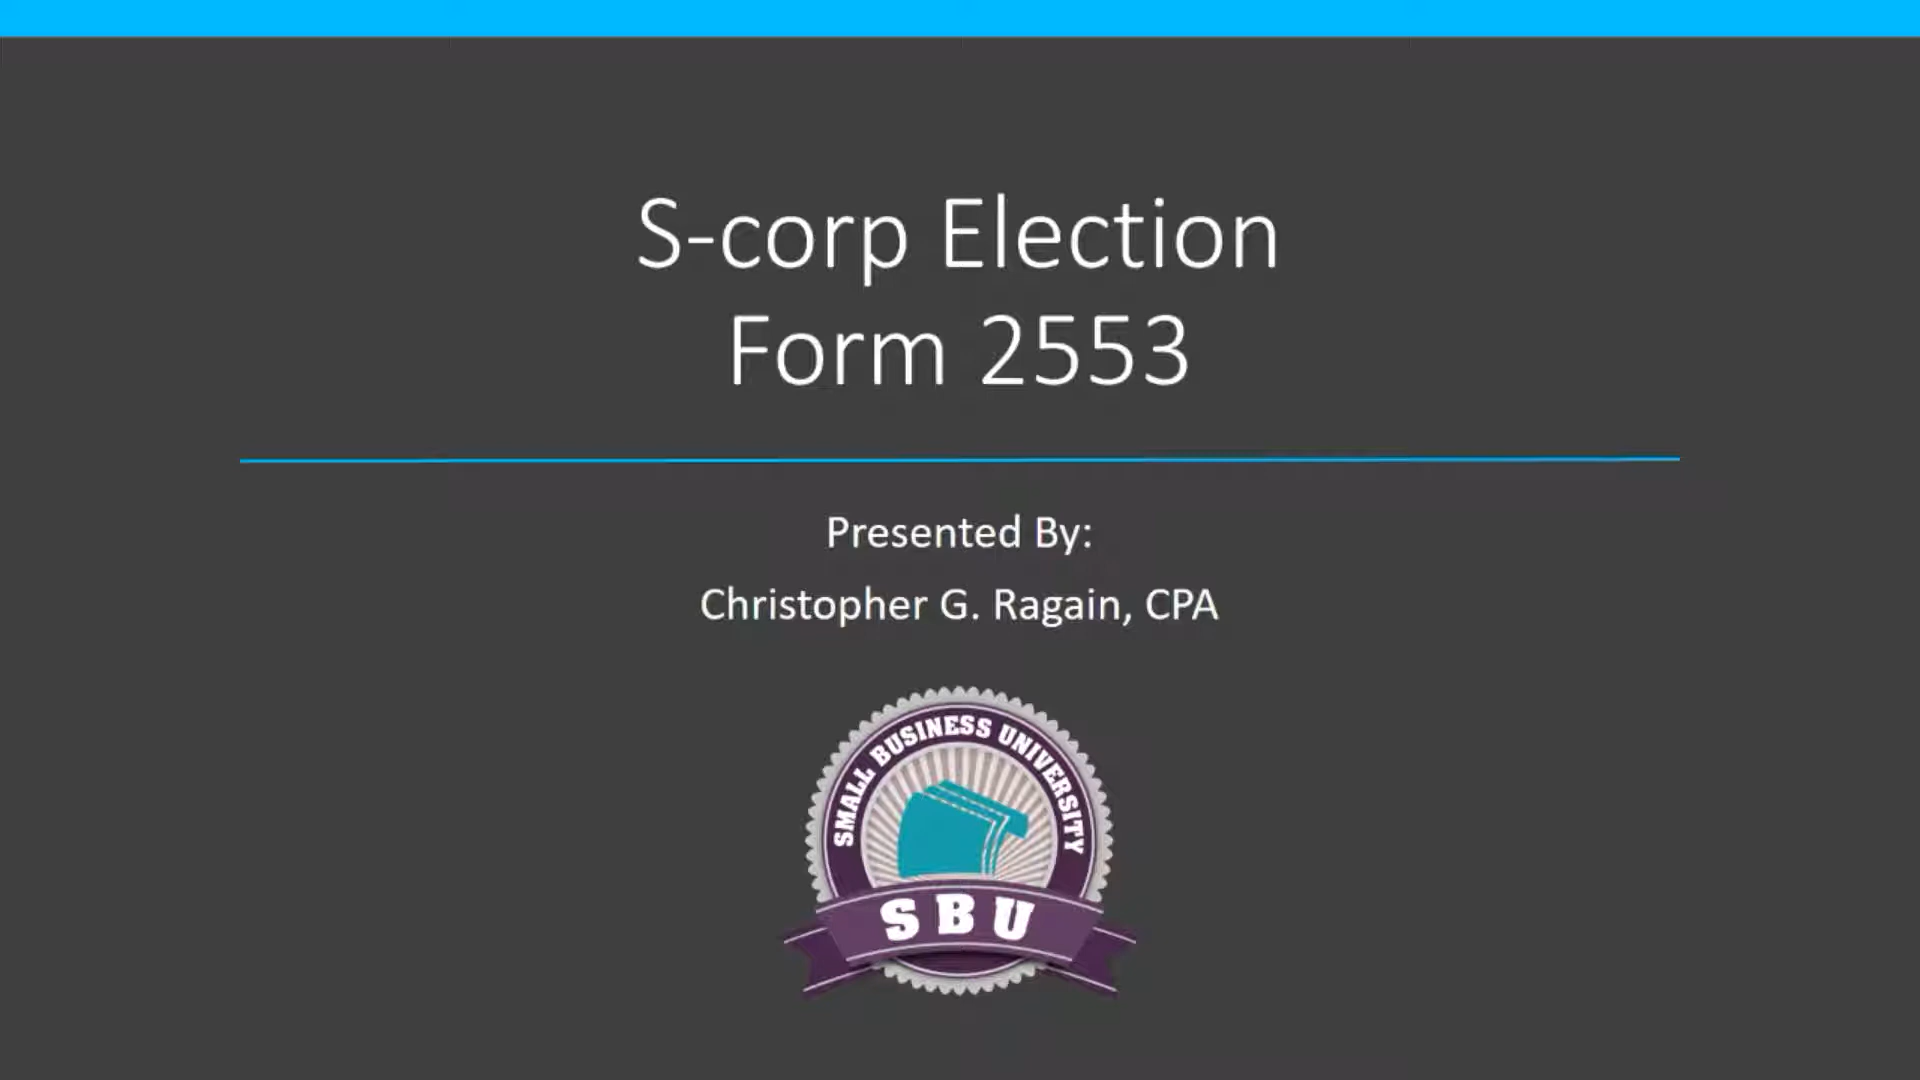 S-corp Election
Form 2553
Presented By:
Christopher G. Ragain, CPA
SMALL BUSINESS UNIVERSITY
SBU